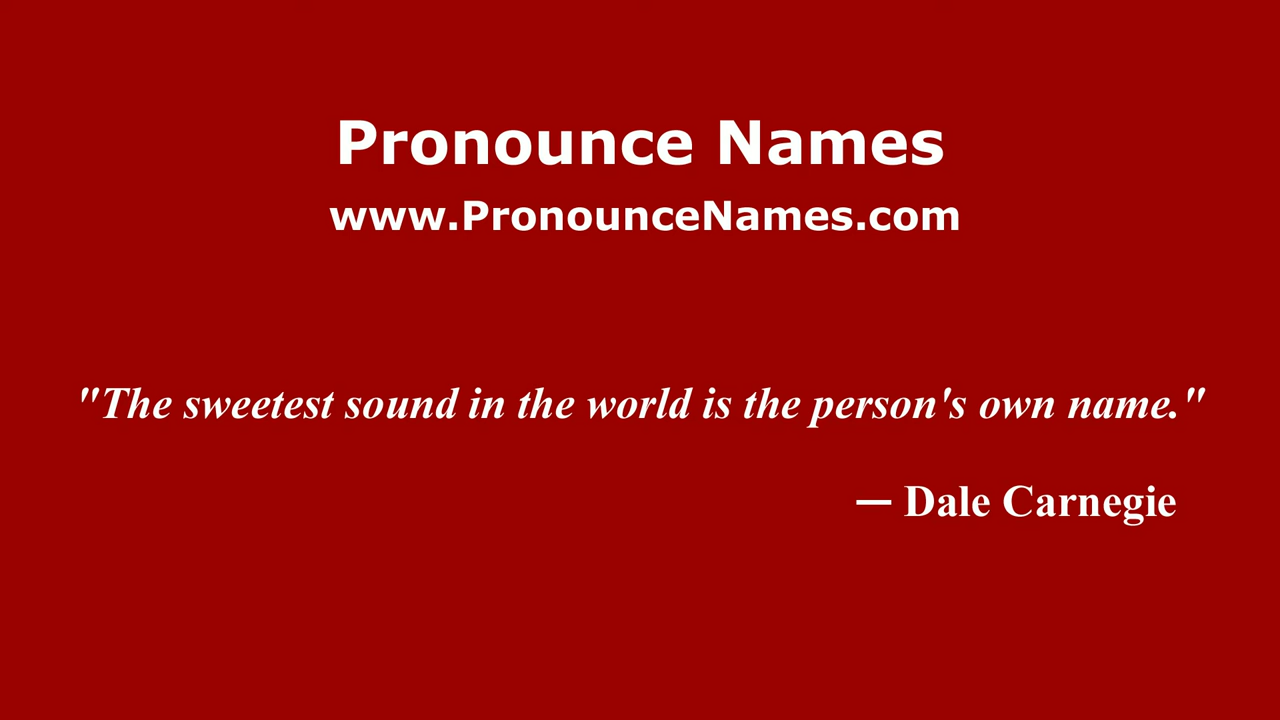 Pronounce Names
www.PronounceNames.com
"The sweetest sound in the world is the person's own name."
— Dale Carnegie